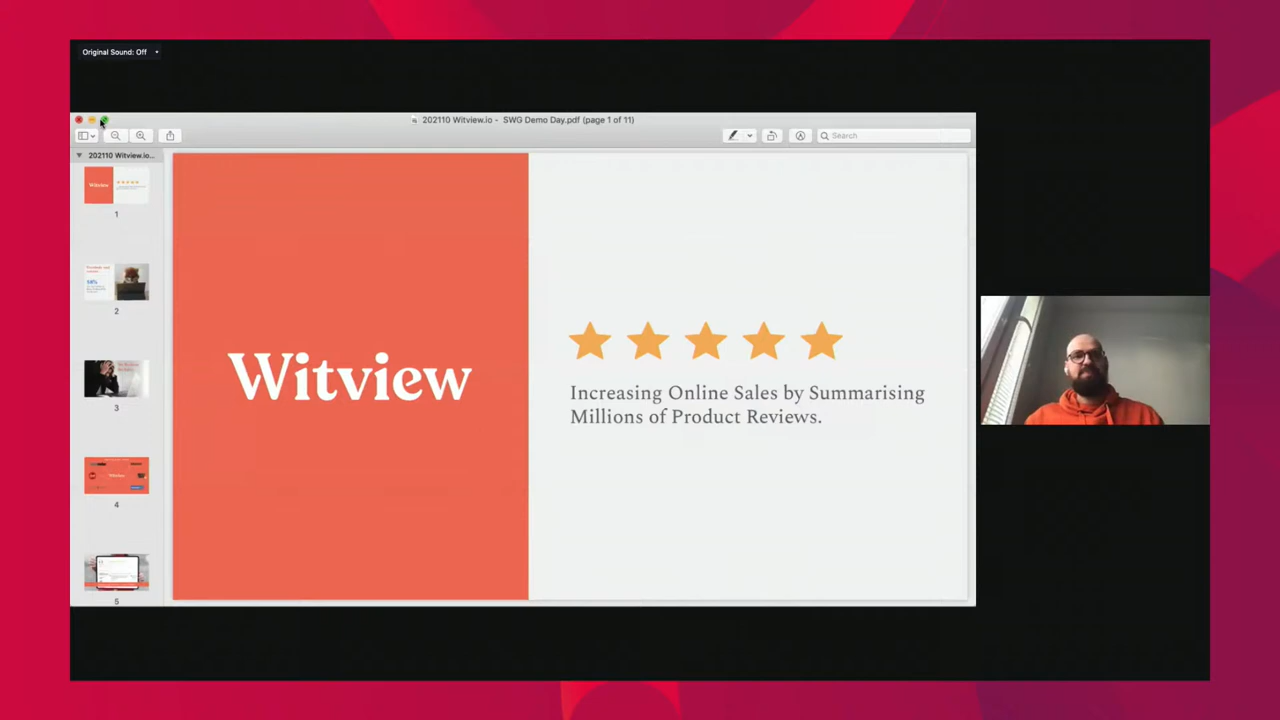 Original Sound: Off
202110 Witview.io - SWG Demo Day.pdf (page 1 of 11)
Search
202110 Witview.io...
1
2
3
4
5
Witview
Increasing Online Sales by Summarising
Millions of Product Reviews.
Witview